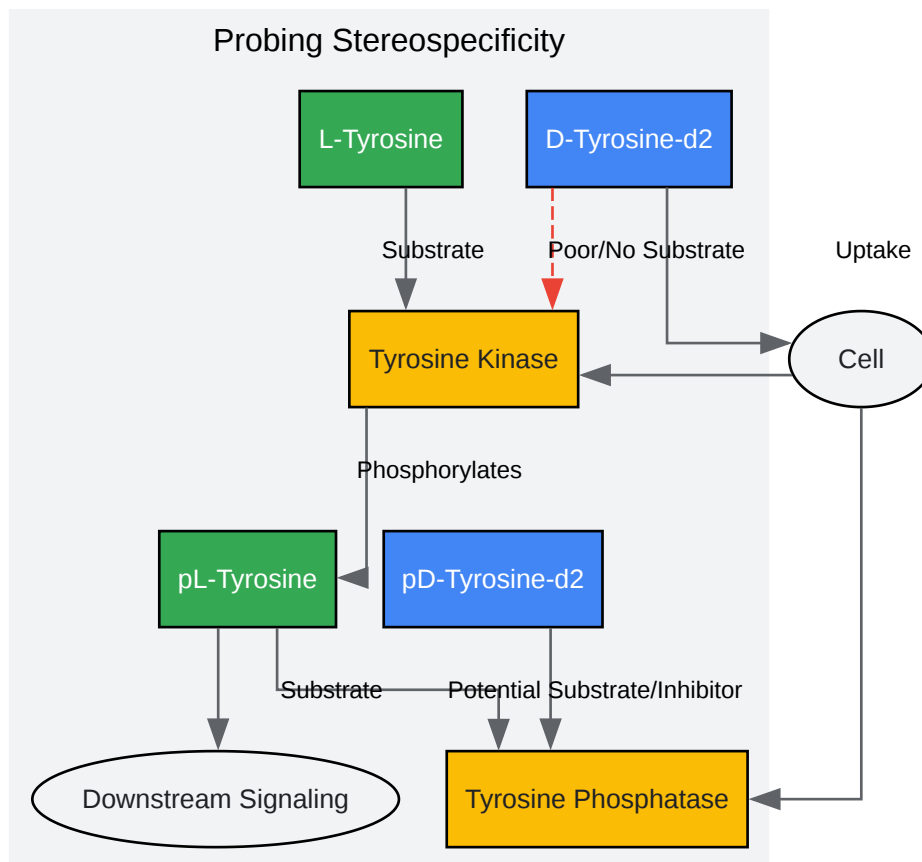 Probing Stereospecificity
L-Tyrosine
D-Tyrosine-d2
Substrate
Poor/No Substrate
Uptake
Tyrosine Kinase
Cell
Phosphorylates
pL-Tyrosine
pD-Tyrosine-d2
Substrate
Potential Substrate/Inhibitor
Downstream Signaling
Tyrosine Phosphatase